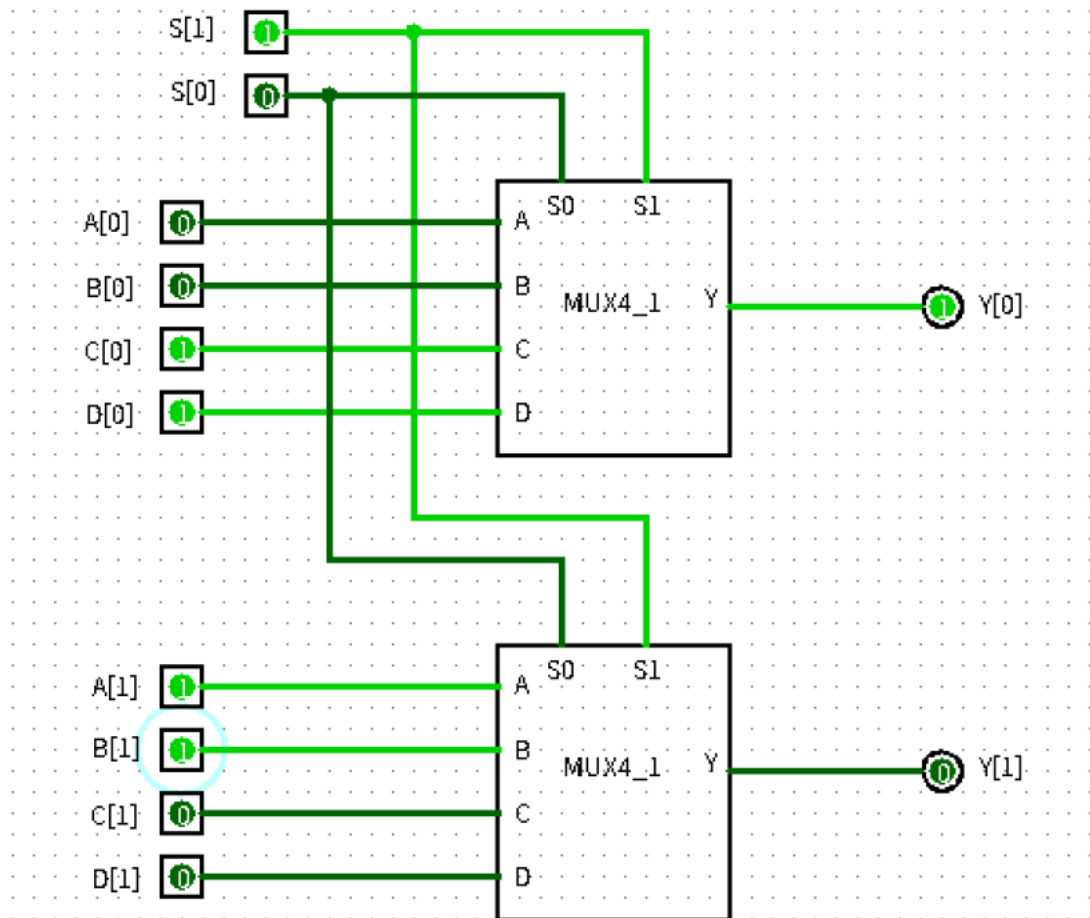 S[1] 1
S[0] 0
S0 S1
A[0] 0 A
B[0] 0 B
MUX4_1 Y 1 Y[0]
C[0] 1 C
D[0] 1 D
S0 S1
A[1] 1 A
B[1] 1 B
MUX4_1 Y 0 Y[1]
C[1] 0 C
D[1] 0 D